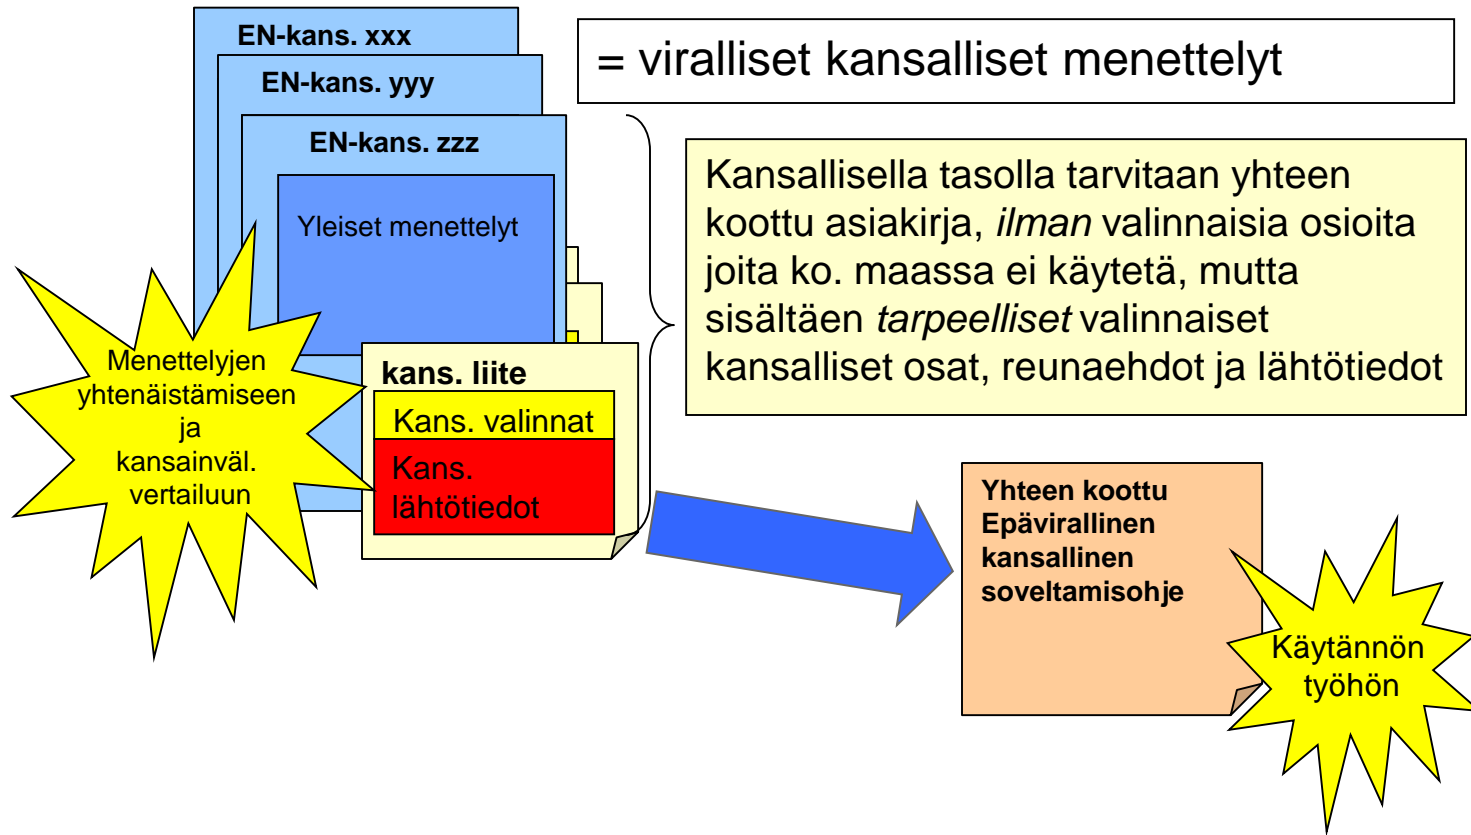 EN-kans. xxx
EN-kans. yyy
EN-kans. zzz
Yleiset menettelyt
= viralliset kansalliset menettelyt
Kansallisella tasolla tarvitaan yhteen
koottu asiakirja, ilman valinnaisia osioita
joita ko. maassa ei käytetä, mutta
sisältäen tarpeelliset valinnaiset
kansalliset osat, reunaehdot ja lähtötiedot
Menettelyjen
yhtenäistämiseen
ja
kansainväl.
vertailuun
kans. liite
Kans. valinnat
Kans.
lähtötiedot
Yhteen koottu
Epävirallinen
kansallinen
soveltamisohje
Käytännön
työhön